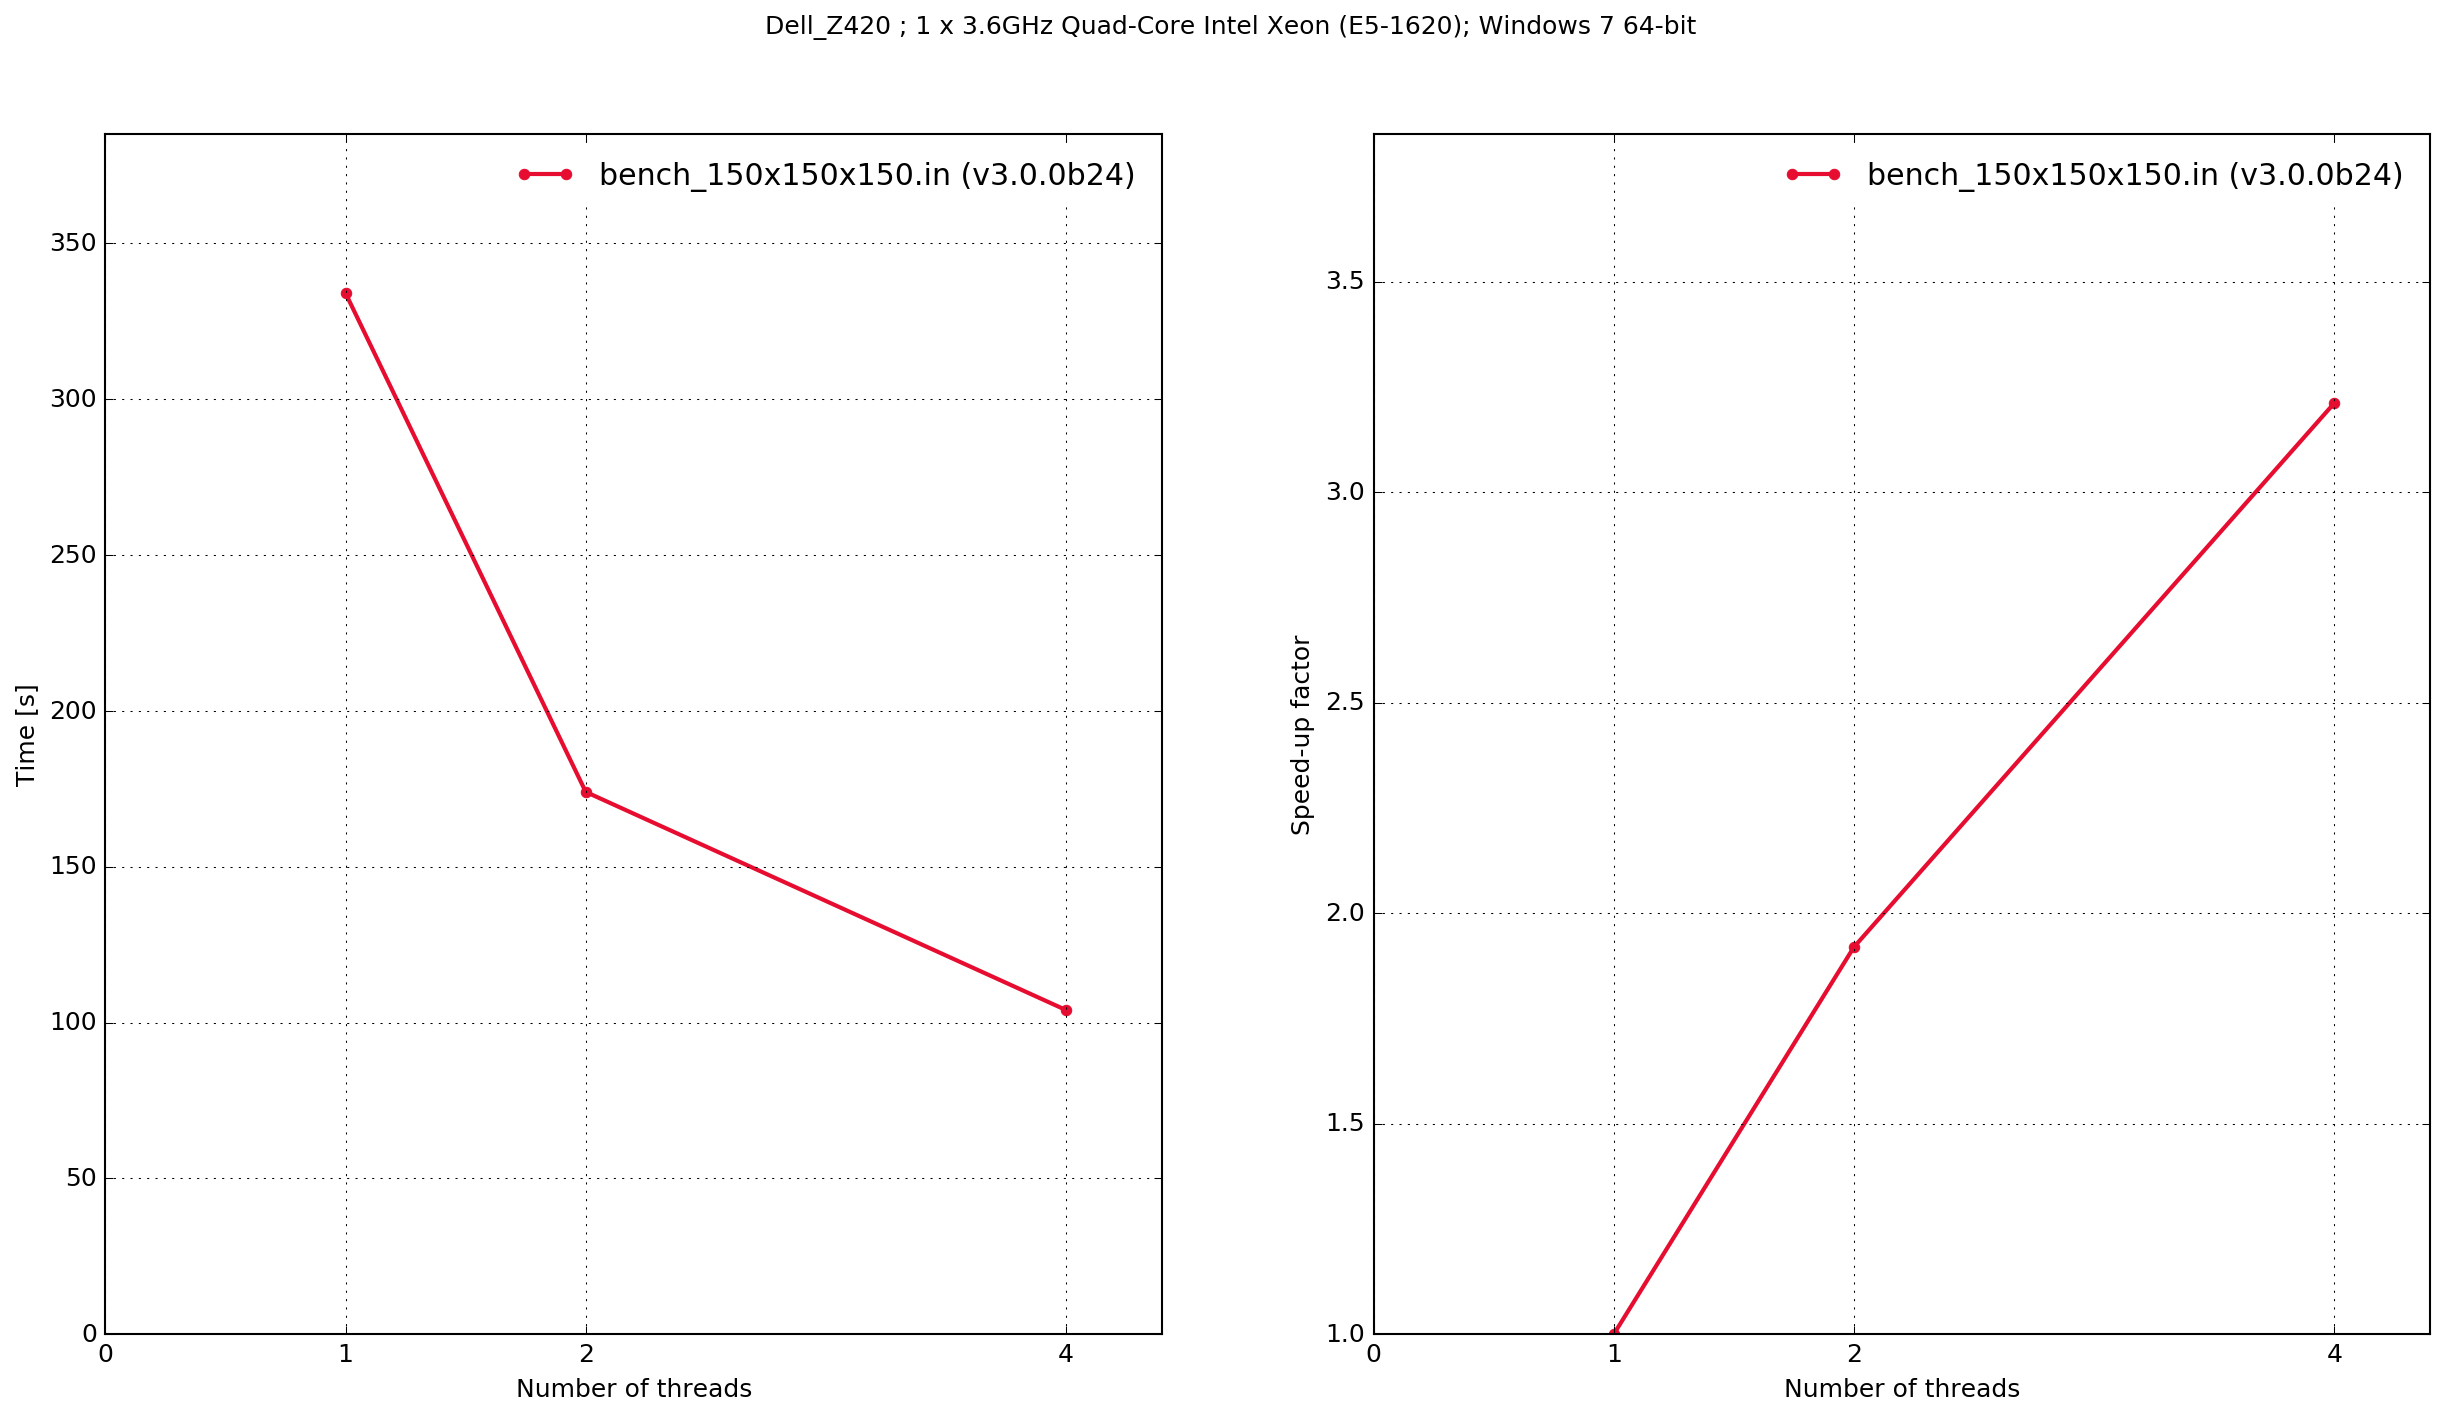 Dell_Z420 ; 1 x 3.6GHz Quad-Core Intel Xeon (E5-1620); Windows 7 64-bit
bench_150x150x150.in (v3.0.0b24)
350
300
250
200
150
100
50
0
Time [s]
0 1 2 4
Number of threads
bench_150x150x150.in (v3.0.0b24)
3.5
3.0
2.5
2.0
1.5
1.0
Speed-up factor
0 1 2 4
Number of threads